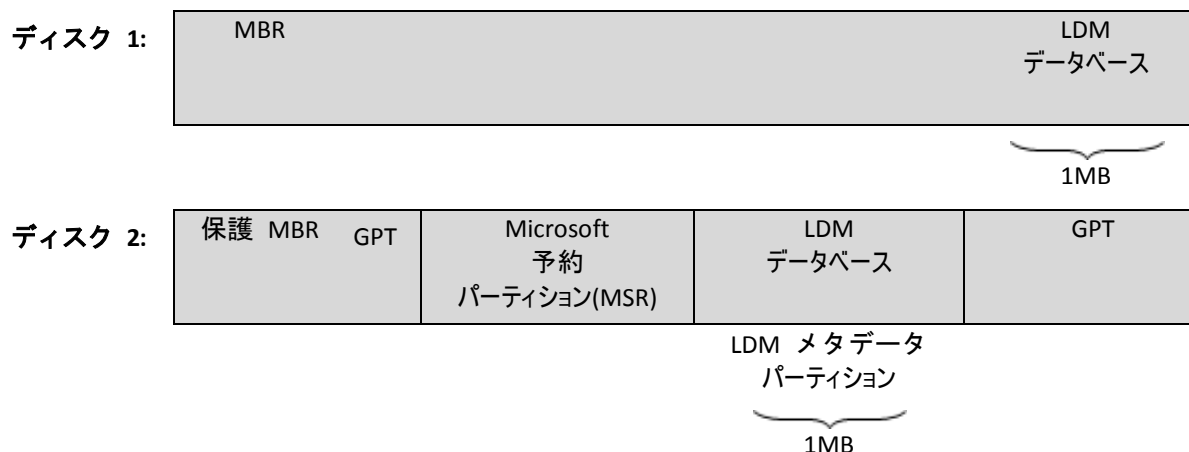 ディスク 1:
MBR
LDM
データベース
1MB
ディスク 2:
保護 MBR GPT
Microsoft
予約
パーティション(MSR)
LDM
データベース
GPT
LDM メタデータ
パーティション
1MB